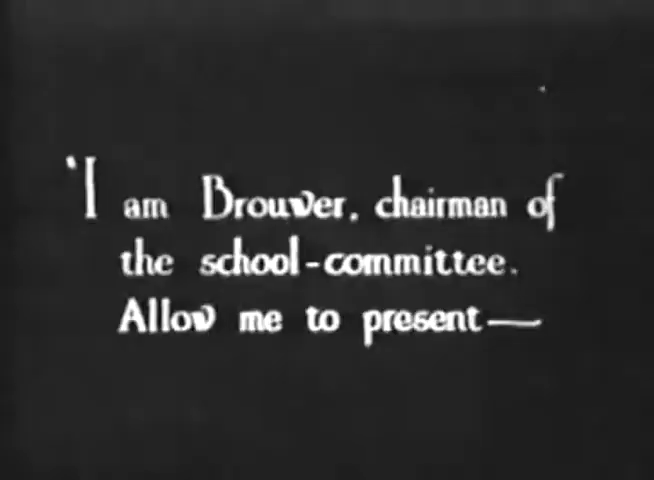 'I am Brouwer, chairman of
the school-committee.
Allow me to present—